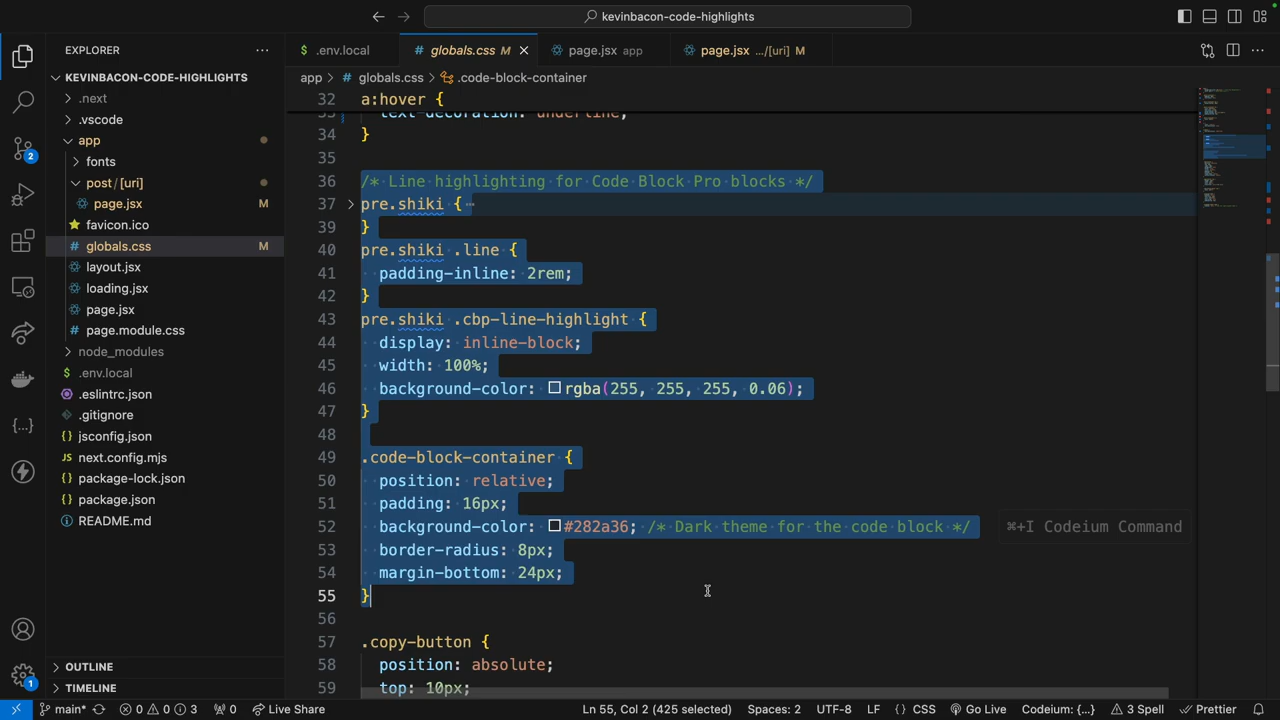 kevinbacon-code-highlights
EXPLORER
.env.local
globals.css M
page.jsx app
page.jsx .../[uri] M
KEVINBACON-CODE-HIGHLIGHTS
app > globals.css > .code-block-container
.next
.vscode
app
fonts
post / [uri]
page.jsx M
favicon.ico
globals.css M
layout.jsx
loading.jsx
page.jsx
page.module.css
node_modules
.env.local
.eslintrc.json
.gitignore
jsconfig.json
next.config.mjs
package-lock.json
package.json
README.md
OUTLINE
TIMELINE
32 a:hover {
33 text-decoration: underline;
34 }
35
36 /* Line highlighting for Code Block Pro blocks */
37 pre.shiki {
39 }
40 pre.shiki .line {
41 padding-inline: 2rem;
42 }
43 pre.shiki .cbp-line-highlight {
44 display: inline-block;
45 width: 100%;
46 background-color: rgba(255, 255, 255, 0.06);
47 }
48
49 .code-block-container {
50 position: relative;
51 padding: 16px;
52 background-color: #282a36; /* Dark theme for the code block */
⌘+I Codeium Command
53 border-radius: 8px;
54 margin-bottom: 24px;
55 }
56
57 .copy-button {
58 position: absolute;
59 top: 10px;
2
1
main* 0 0 3 0 Live Share Ln 55, Col 2 (425 selected) Spaces: 2 UTF-8 LF {} CSS Go Live Codeium: {...} 3 Spell Prettier